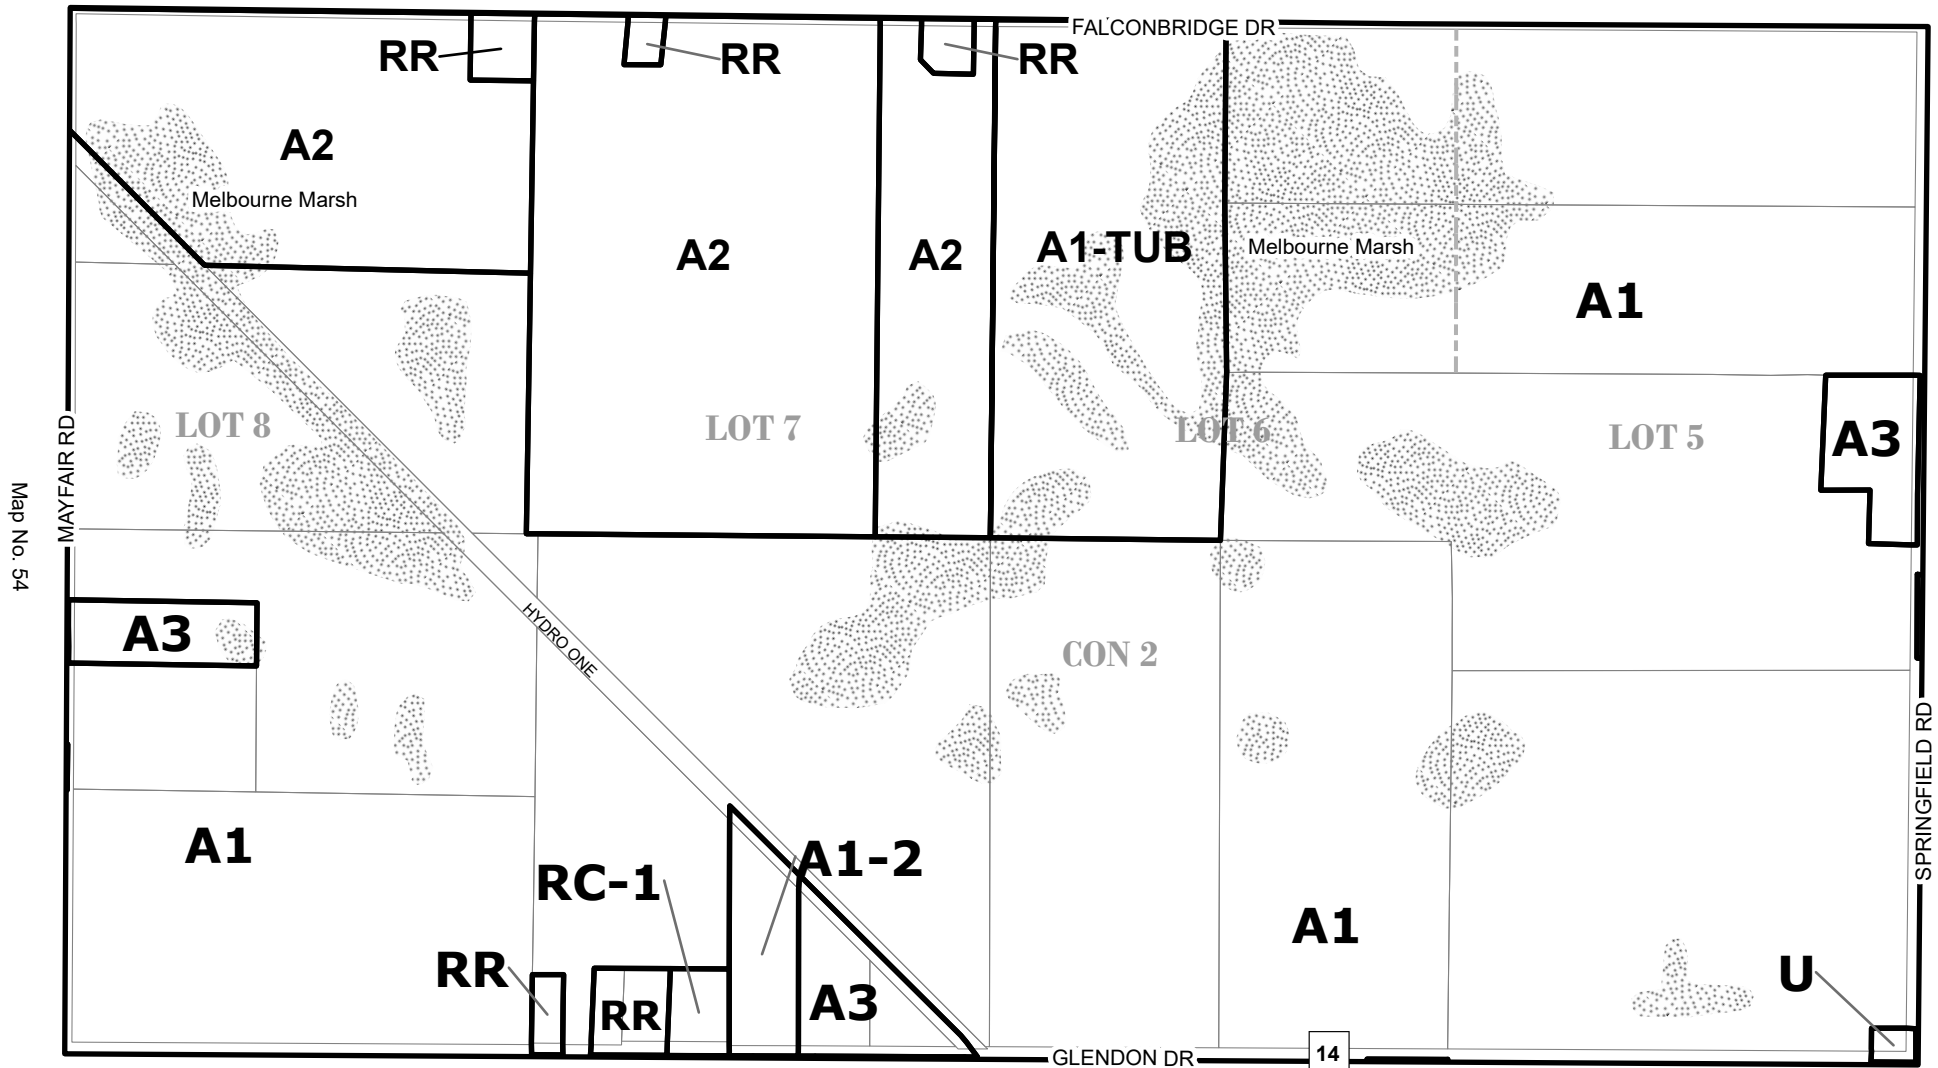 FALCONBRIDGE DR
RR
RR
RR
A2
Melbourne Marsh
A2
A2
A1-TUB
Melbourne Marsh
A1
LOT 8
LOT 7
LOT 6
LOT 5
A3
MAYFAIR RD
Map No. 54
A3
HYDRO ONE
CON 2
SPRINGFIELD RD
A1
RC-1
A1-2
A1
RR
RR
A3
U
GLENDON DR
14